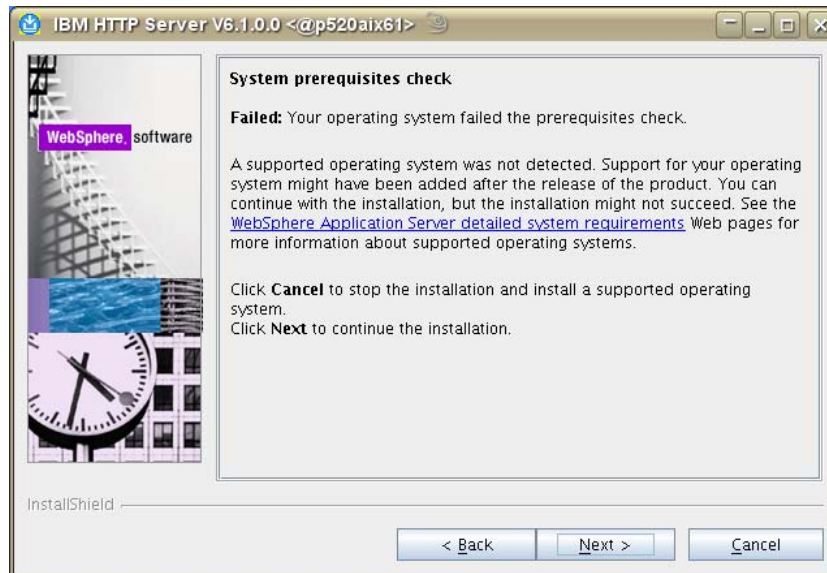 IBM HTTP Server V6.1.0.0 <@p520aix61>
WebSphere. software
System prerequisites check
Failed: Your operating system failed the prerequisites check.
A supported operating system was not detected. Support for your operating
system might have been added after the release of the product. You can
continue with the installation, but the installation might not succeed. See the
WebSphere Application Server detailed system requirements Web pages for
more information about supported operating systems.
Click Cancel to stop the installation and install a supported operating
system.
Click Next to continue the installation.
InstallShield
< Back
Next >
Cancel